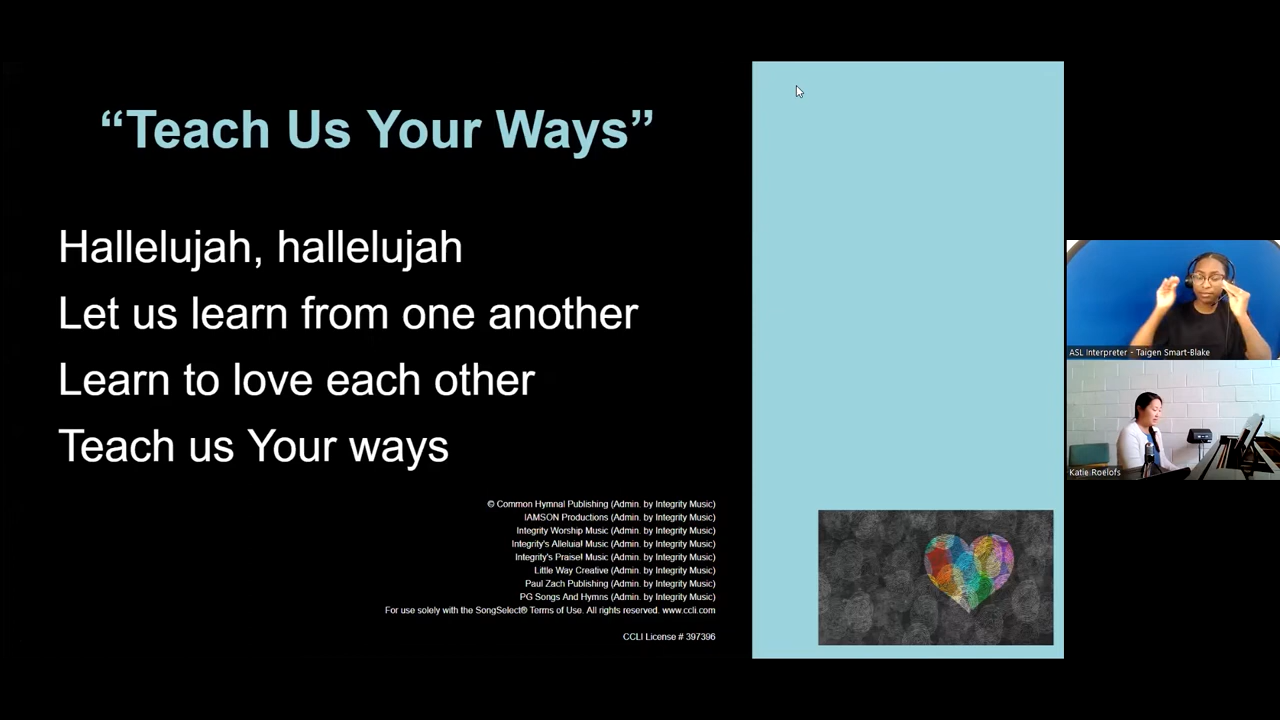 “Teach Us Your Ways”
Hallelujah, hallelujah
Let us learn from one another
Learn to love each other
Teach us Your ways
© Common Hymnal Publishing (Admin. by Integrity Music)
IAMSON Productions (Admin. by Integrity Music)
Integrity Worship Music (Admin. by Integrity Music)
Integrity's Alleluia! Music (Admin. by Integrity Music)
Integrity's Praise! Music (Admin. by Integrity Music)
Little Way Creative (Admin. by Integrity Music)
Paul Zach Publishing (Admin. by Integrity Music)
PG Songs And Hymns (Admin. by Integrity Music)
For use solely with the SongSelect® Terms of Use. All rights reserved. www.ccli.com
CCLI License # 397396
ASL Interpreter - Taigen Smart-Blake
Katie Roelofs